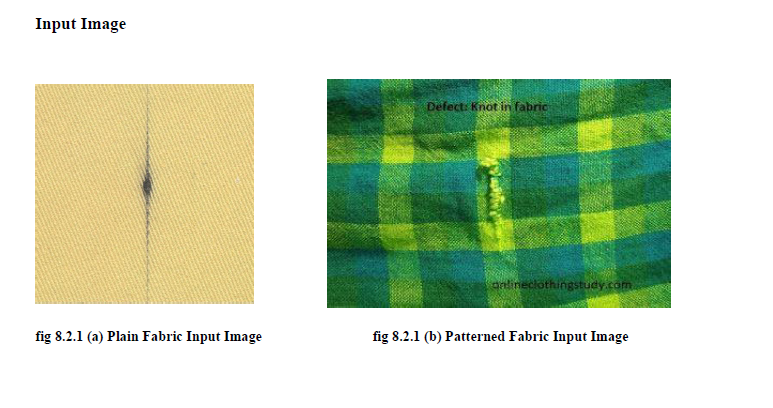 Input Image
Defect: Knot in fabric
onlineclothingstudy.com
fig 8.2.1 (a) Plain Fabric Input Image
fig 8.2.1 (b) Patterned Fabric Input Image